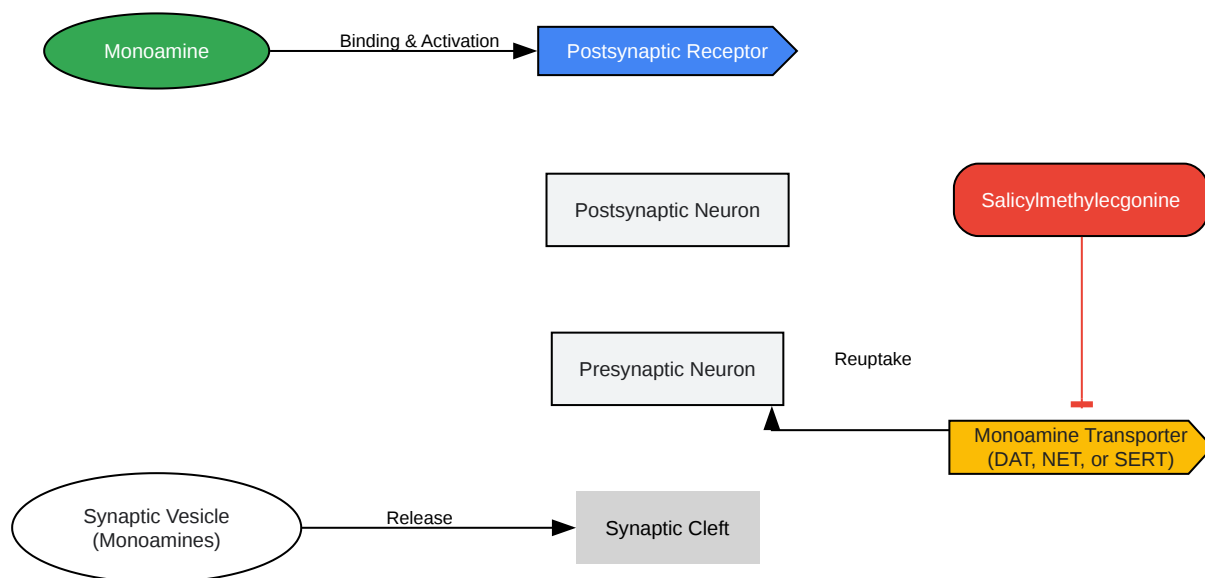 Monoamine
Binding & Activation
Postsynaptic Receptor
Postsynaptic Neuron
Salicylmethylecgonine
Presynaptic Neuron
Reuptake
Monoamine Transporter
(DAT, NET, or SERT)
Synaptic Vesicle
(Monoamines)
Release
Synaptic Cleft